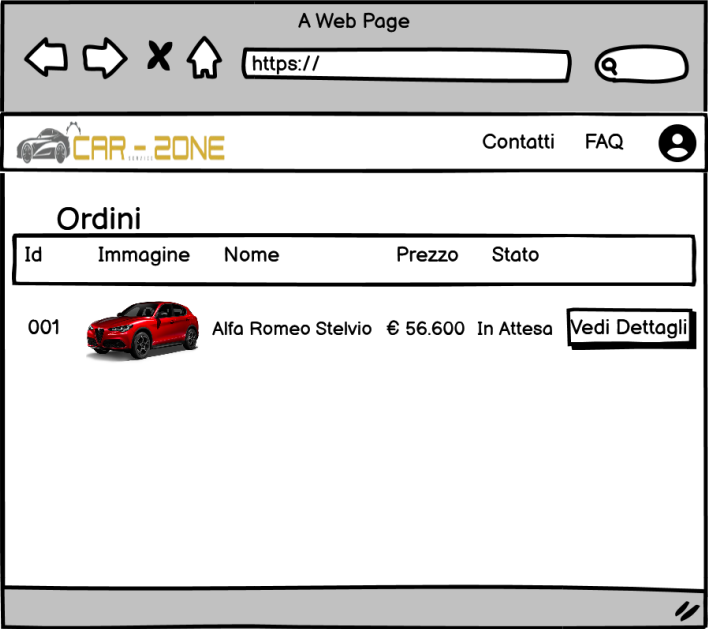 A Web Page
https://
CAR - ZONE
SERVICE
Contatti FAQ
Ordini
Id Immagine Nome Prezzo Stato
001 Alfa Romeo Stelvio € 56.600 In Attesa Vedi Dettagli